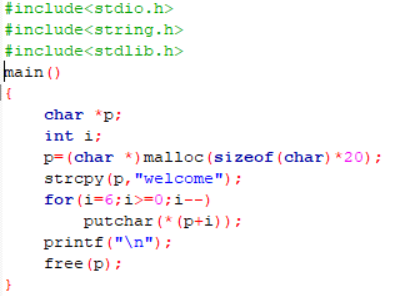 #include<stdio.h>
#include<string.h>
#include<stdlib.h>
main()
{
    char *p;
    int i;
    p=(char *)malloc(sizeof(char)*20);
    strcpy(p,"welcome");
    for(i=6;i>=0;i--)
        putchar(*(p+i));
    printf("\n");
    free(p);
}